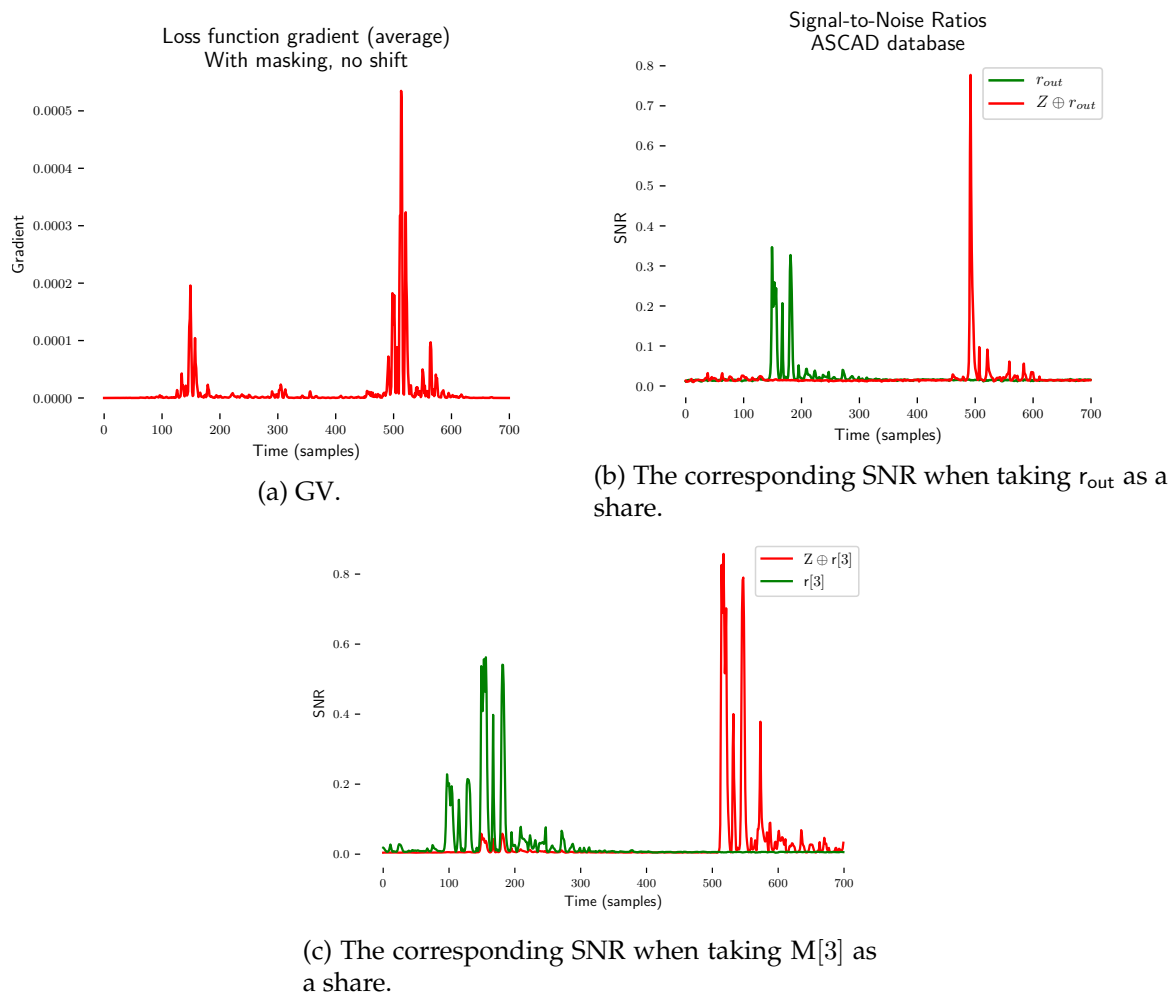 Loss function gradient (average)
With masking, no shift
0.0005
0.0004
0.0003
0.0002
0.0001
0.0000
Gradient
0 100 200 300 400 500 600 700
Time (samples)
(a) GV.
Signal-to-Noise Ratios
ASCAD database
0.8
0.7
0.6
0.5
0.4
0.3
0.2
0.1
0.0
SNR
r_out
Z ⊕ r_out
0 100 200 300 400 500 600 700
Time (samples)
(b) The corresponding SNR when taking r_out as a
share.
0.8
0.6
0.4
0.2
0.0
SNR
Z ⊕ r[3]
r[3]
0 100 200 300 400 500 600 700
Time (samples)
(c) The corresponding SNR when taking M[3] as
a share.